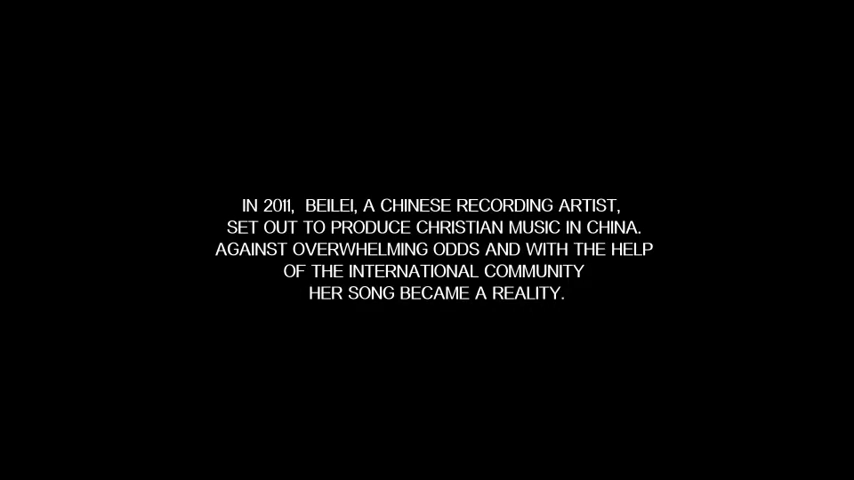 IN 2011,  BEILEI, A CHINESE RECORDING ARTIST,
SET OUT TO PRODUCE CHRISTIAN MUSIC IN CHINA.
AGAINST OVERWHELMING ODDS AND WITH THE HELP
OF THE INTERNATIONAL COMMUNITY
HER SONG BECAME A REALITY.